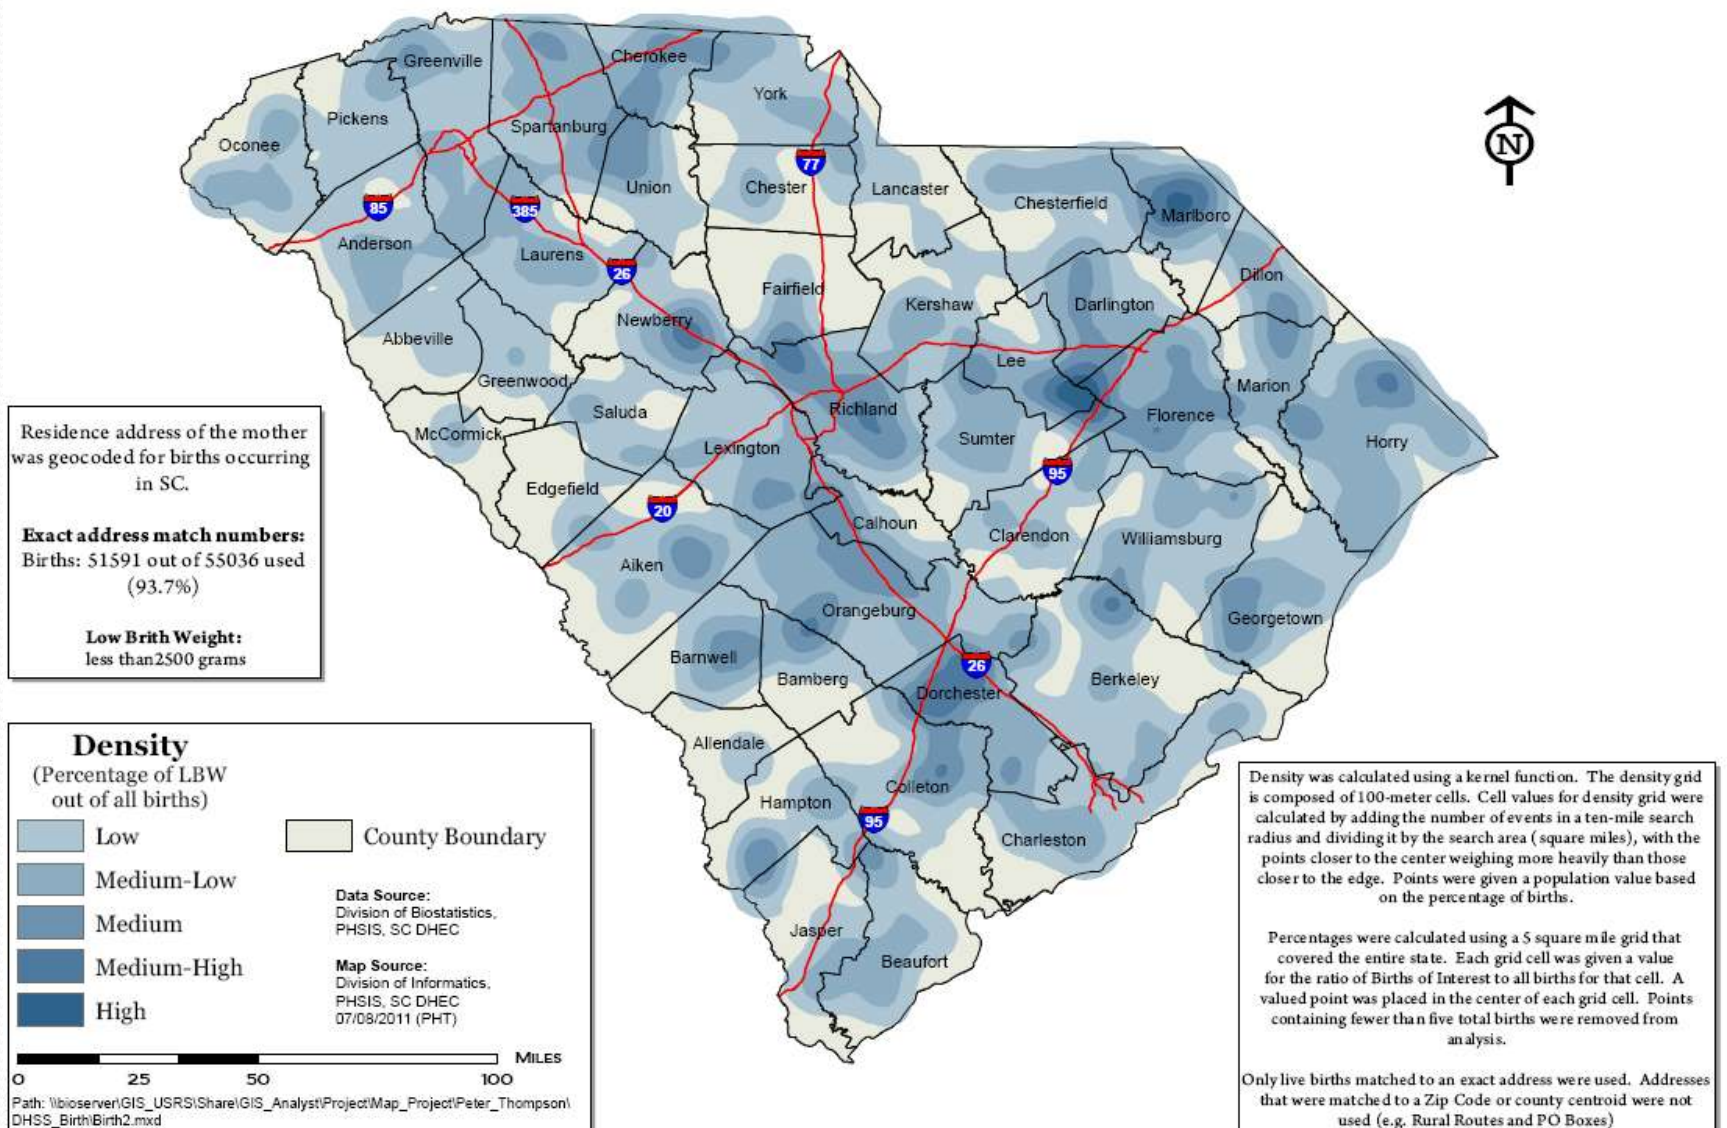 Greenville
Cherokee
York
Pickens
Spartanburg
Oconee
77
Union
Chester
Lancaster
Chesterfield
Marlboro
85
385
Anderson
Laurens
26
Dillon
Fairfield
Kershaw
Darlington
Newberry
Abbeville
Lee
Greenwood
Marion
Saluda
Richland
Florence
McCormick
Sumter
Horry
Lexington
95
Edgefield
20
Calhoun
Clarendon
Williamsburg
Aiken
Orangeburg
Georgetown
Barnwell
26
Bamberg
Dorchester
Berkeley
Allendale
Colleton
Hampton
95
Charleston
Jasper
Beaufort
N
Residence address of the mother
was geocoded for births occurring
in SC.
Exact address match numbers:
Births: 51591 out of 55036 used
(93.7%)
Low Brith Weight:
less than2500 grams
Density
(Percentage of LBW
out of all births)
Low
Medium-Low
Medium
Medium-High
High
County Boundary
Data Source:
Division of Biostatistics,
PHSIS, SC DHEC
Map Source:
Division of Informatics,
PHSIS, SC DHEC
07/08/2011 (PHT)
MILES
0 25 50 100
Path: \\bioserver\GIS_USRS\Share\GIS_Analyst\Project\Map_Project\Peter_Thompson\
DHSS_Birth\Birth2.mxd
Density was calculated using a kernel function. The density grid
is composed of 100-meter cells. Cell values for density grid were
calculated by adding the number of events in a ten-mile search
radius and dividing it by the search area (square miles), with the
points closer to the center weighing more heavily than those
closer to the edge. Points were given a population value based
on the percentage of births.
Percentages were calculated using a 5 square mile grid that
covered the entire state. Each grid cell was given a value
for the ratio of Births of Interest to all births for that cell. A
valued point was placed in the center of each grid cell. Points
containing fewer than five total births were removed from
analysis.
Only live births matched to an exact address were used. Addresses
that were matched to a Zip Code or county centroid were not
used (e.g. Rural Routes and PO Boxes)